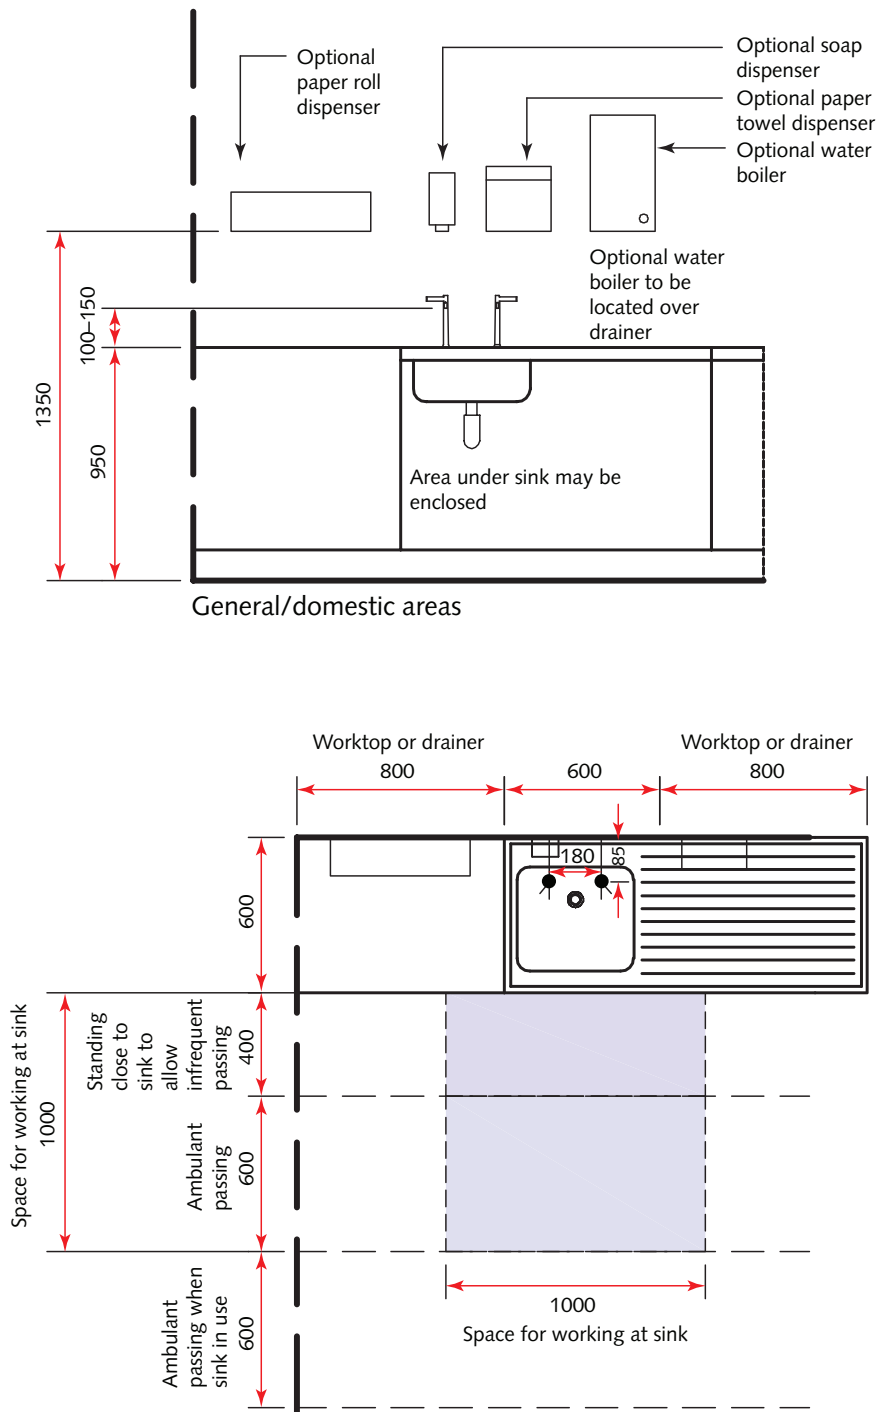 Optional
paper roll
dispenser
Optional soap
dispenser
Optional paper
towel dispenser
Optional water
boiler
Optional water
boiler to be
located over
drainer
100–150
1350
950
Area under sink may be
enclosed
General/domestic areas
Worktop or drainer
800
600
Worktop or drainer
800
180
85
600
Space for working at sink
1000
Standing
close to
sink to
allow
infrequent
passing
400
Ambulant
passing
600
Ambulant
passing when
sink in use
600
1000
Space for working at sink